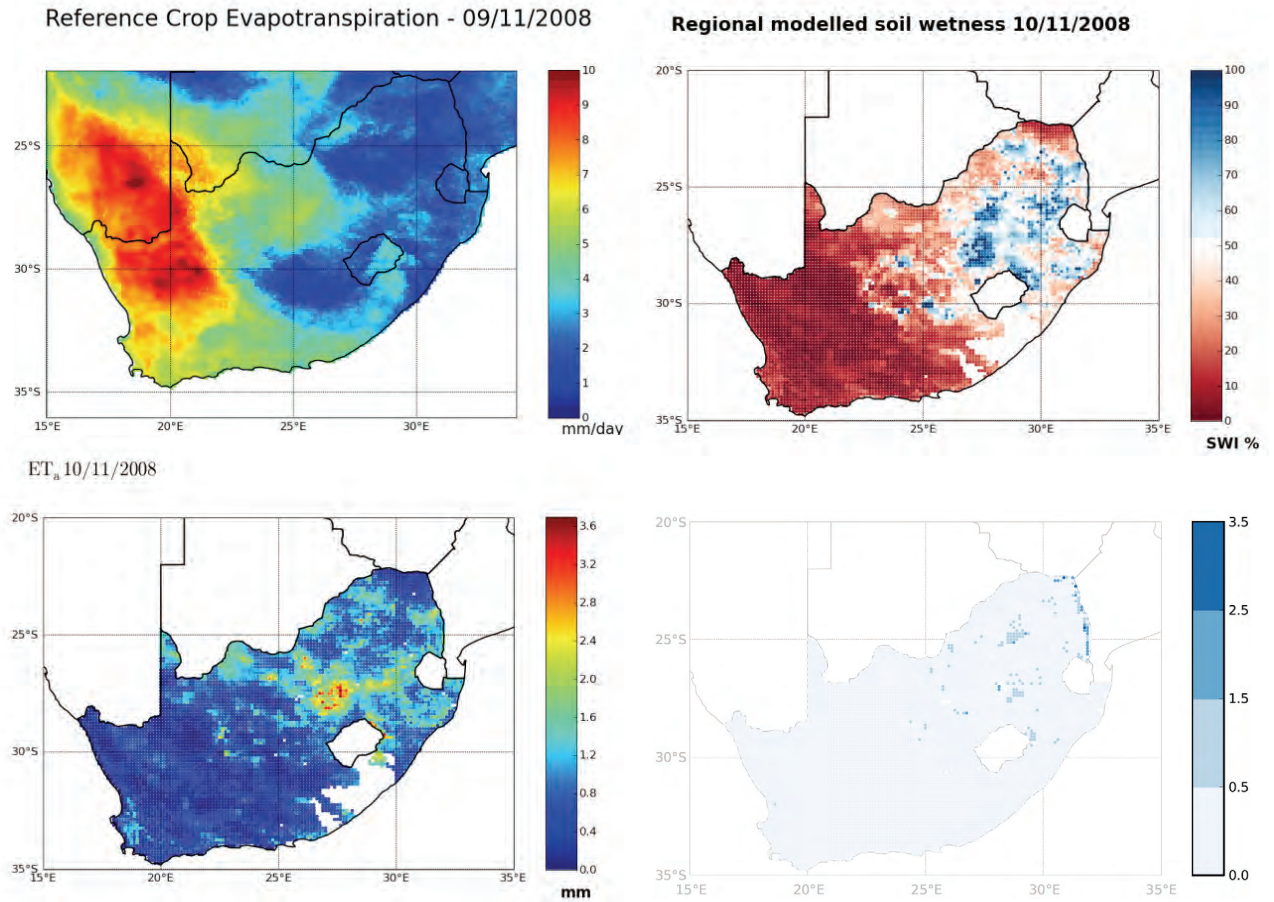 Reference Crop Evapotranspiration - 09/11/2008
10
9
8
7
6
5
4
3
2
1
0
mm/day
25°S
30°S
35°S
15°E 20°E 25°E 30°E
Regional modelled soil wetness 10/11/2008
20°S
25°S
30°S
35°S
15°E 20°E 25°E 30°E 35°E
100
90
80
70
60
50
40
30
20
10
0
SWI %
ETa 10/11/2008
20°S
25°S
30°S
35°S
15°E 20°E 25°E 30°E 35°E
3.6
3.2
2.8
2.4
2.0
1.6
1.2
0.8
0.4
0.0
mm
20°S
25°S
30°S
35°S
15°E 20°E 25°E 30°E 35°E
3.5
2.5
1.5
0.5
0.0